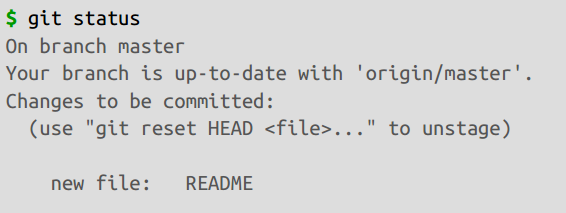 $ git status
On branch master
Your branch is up-to-date with 'origin/master'.
Changes to be committed:
  (use "git reset HEAD <file>..." to unstage)

    new file:   README